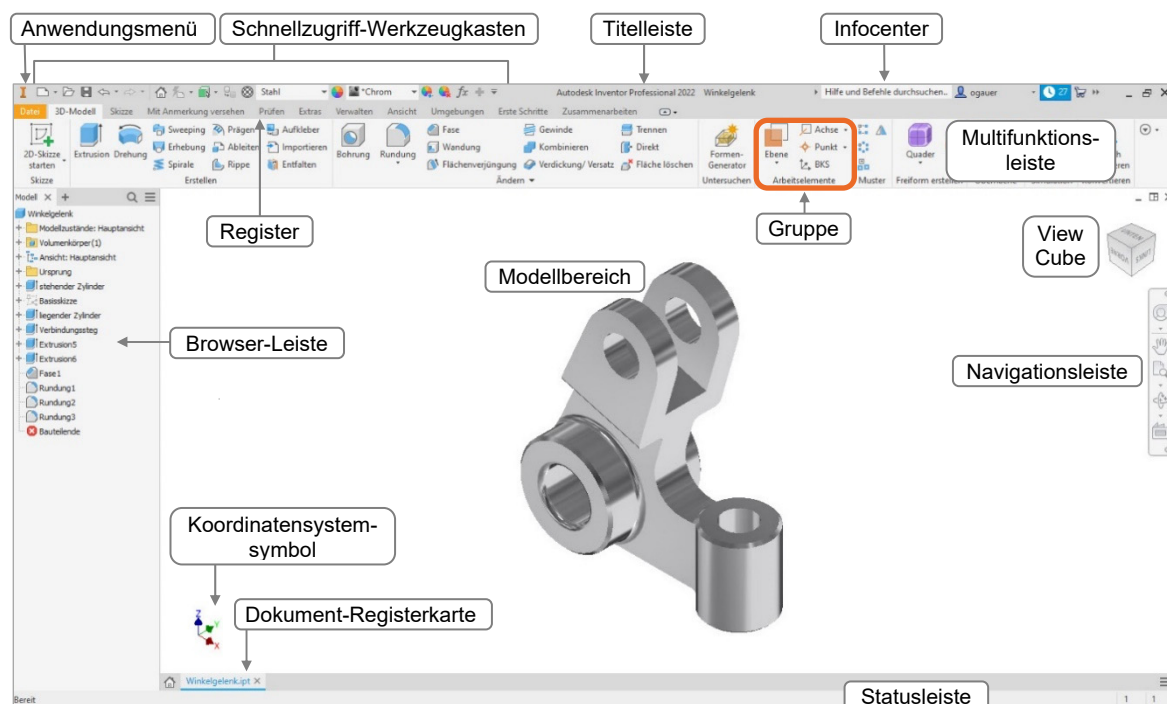 Anwendungsmenü
Schnellzugriff-Werkzeugkasten
Titelleiste
Infocenter
Stahl
*Chrom
Autodesk Inventor Professional 2022 Winkelgelenk
Hilfe und Befehle durchsuchen..
ogauer
27
Datei 3D-Modell Skizze Mit Anmerkung versehen Prüfen Extras Verwalten Ansicht Umgebungen Erste Schritte Zusammenarbeiten
2D-Skizze
starten
Extrusion
Drehung
Sweeping
Prägen
Aufkleber
Erhebung
Ableiten
Importieren
Spirale
Rippe
Entfalten
Bohrung
Rundung
Fase
Gewinde
Trennen
Wandung
Kombinieren
Direkt
Flächenverjüngung
Verdickung/ Versatz
Fläche löschen
Formen-
Generator
Ebene
Achse
Punkt
BKS
Quader
Multifunktions-
leiste
Skizze
Erstellen
Ändern
Untersuchen
Arbeitselemente
Muster
Freiform erstellen
Modell
Winkelgelenk
Modellzustände: Hauptansicht
Volumenkörper(1)
Ansicht: Hauptansicht
Ursprung
stehender Zylinder
Basisskizze
liegender Zylinder
Verbindungssteg
Extrusion5
Extrusion6
Fase1
Rundung1
Rundung2
Rundung3
Bauteilende
Register
Gruppe
View
Cube
UNTEN
Modellbereich
Browser-Leiste
Navigationsleiste
Koordinatensystem-
symbol
Z
Y
X
Dokument-Registerkarte
Winkelgelenk.ipt
Statusleiste
Bereit
1 1